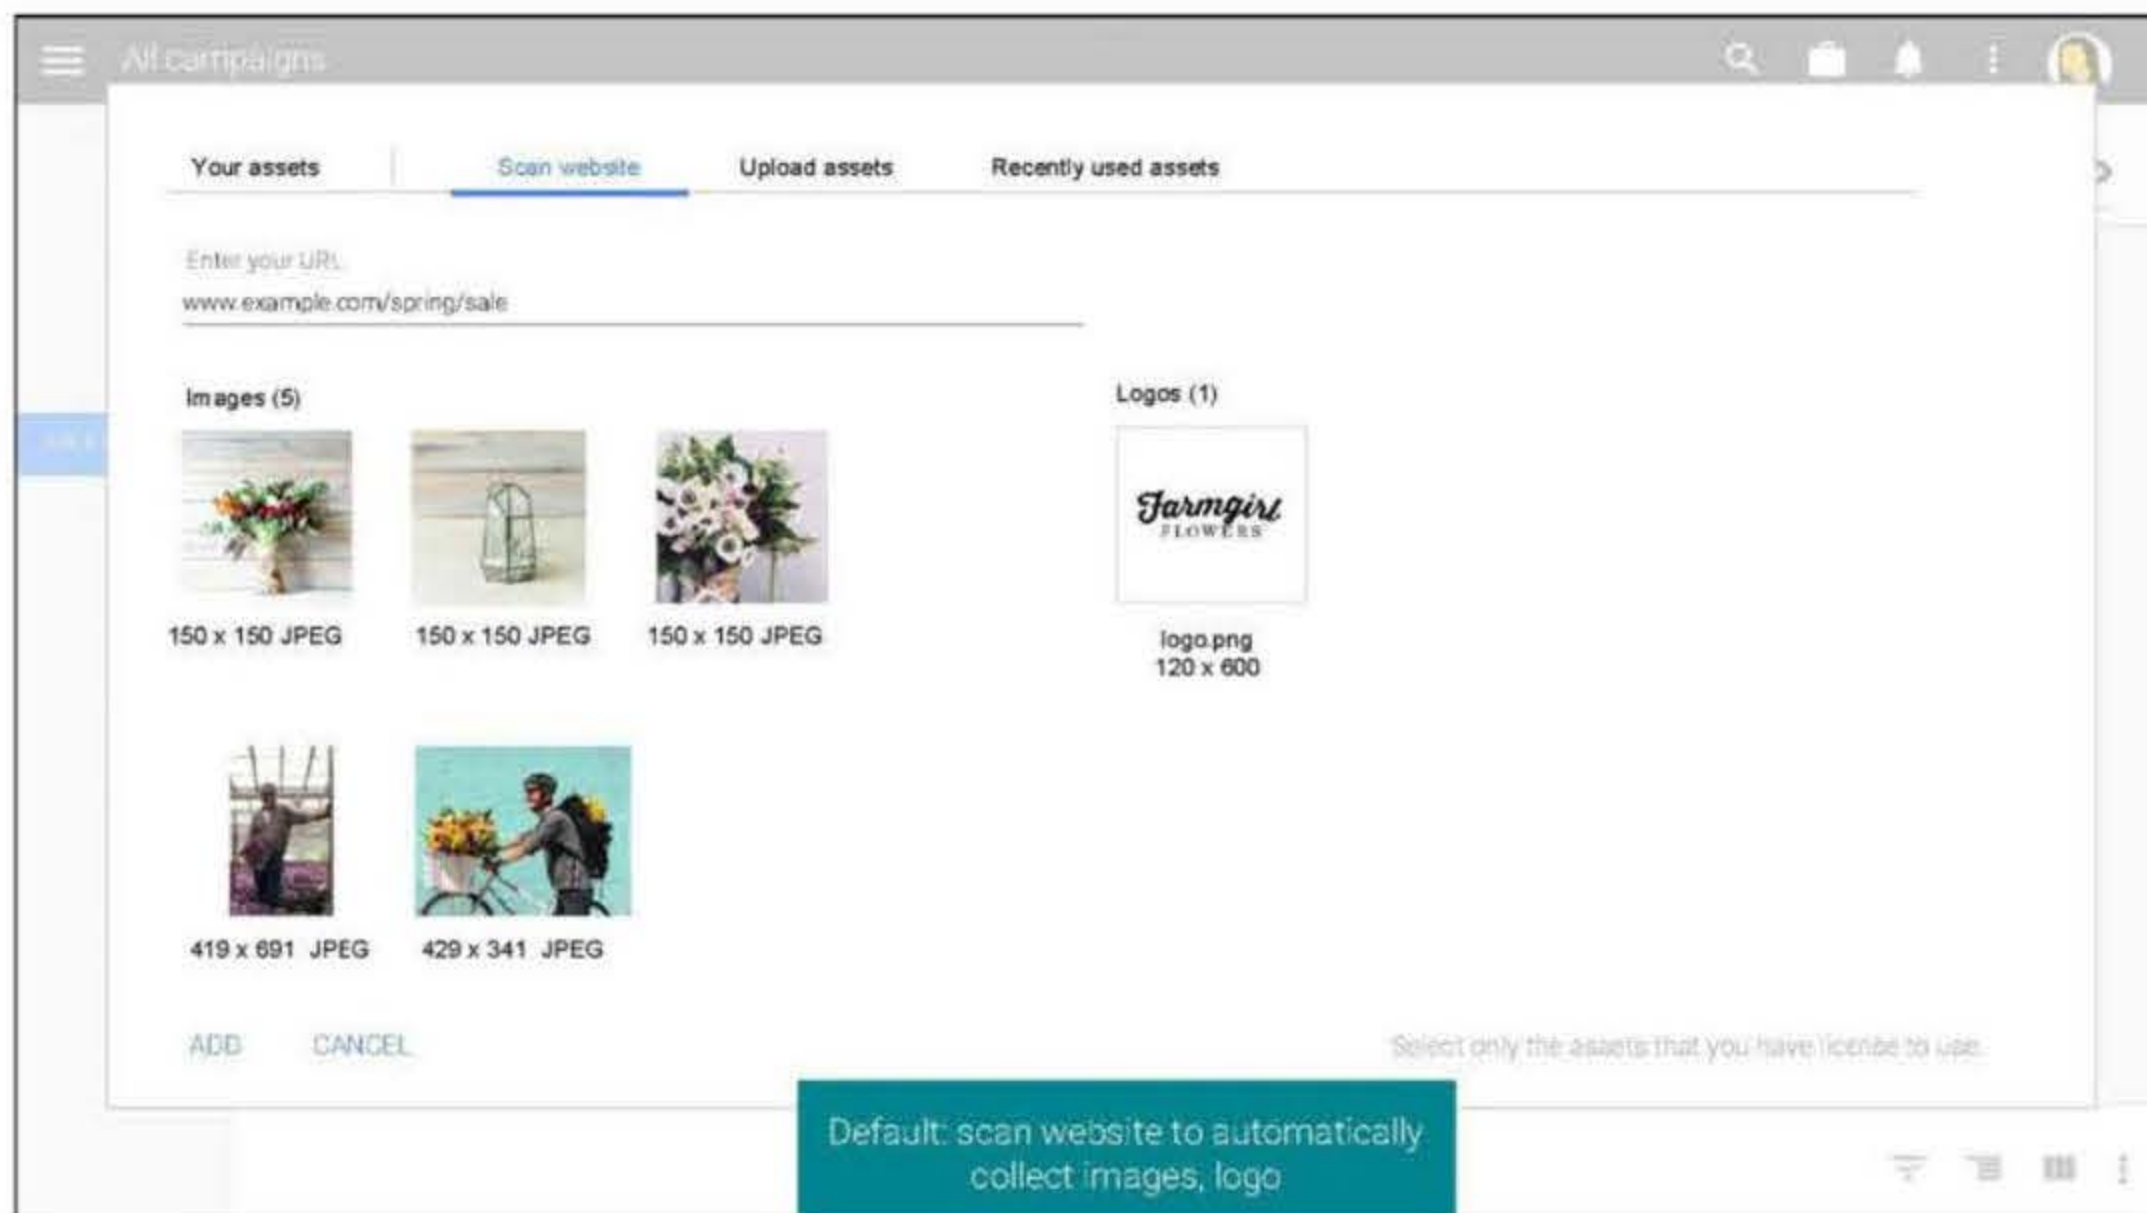 All campaigns
Your assets
Scan website
Upload assets
Recently used assets
Enter your URL
www.example.com/spring/sale
Images (5)
Logos (1)
Farmgirl
FLOWERS
150 x 150 JPEG
150 x 150 JPEG
150 x 150 JPEG
logo.png
120 x 600
419 x 691 JPEG
429 x 341 JPEG
ADD
CANCEL
Select only the assets that you have license to use.
Default: scan website to automatically
collect images, logo